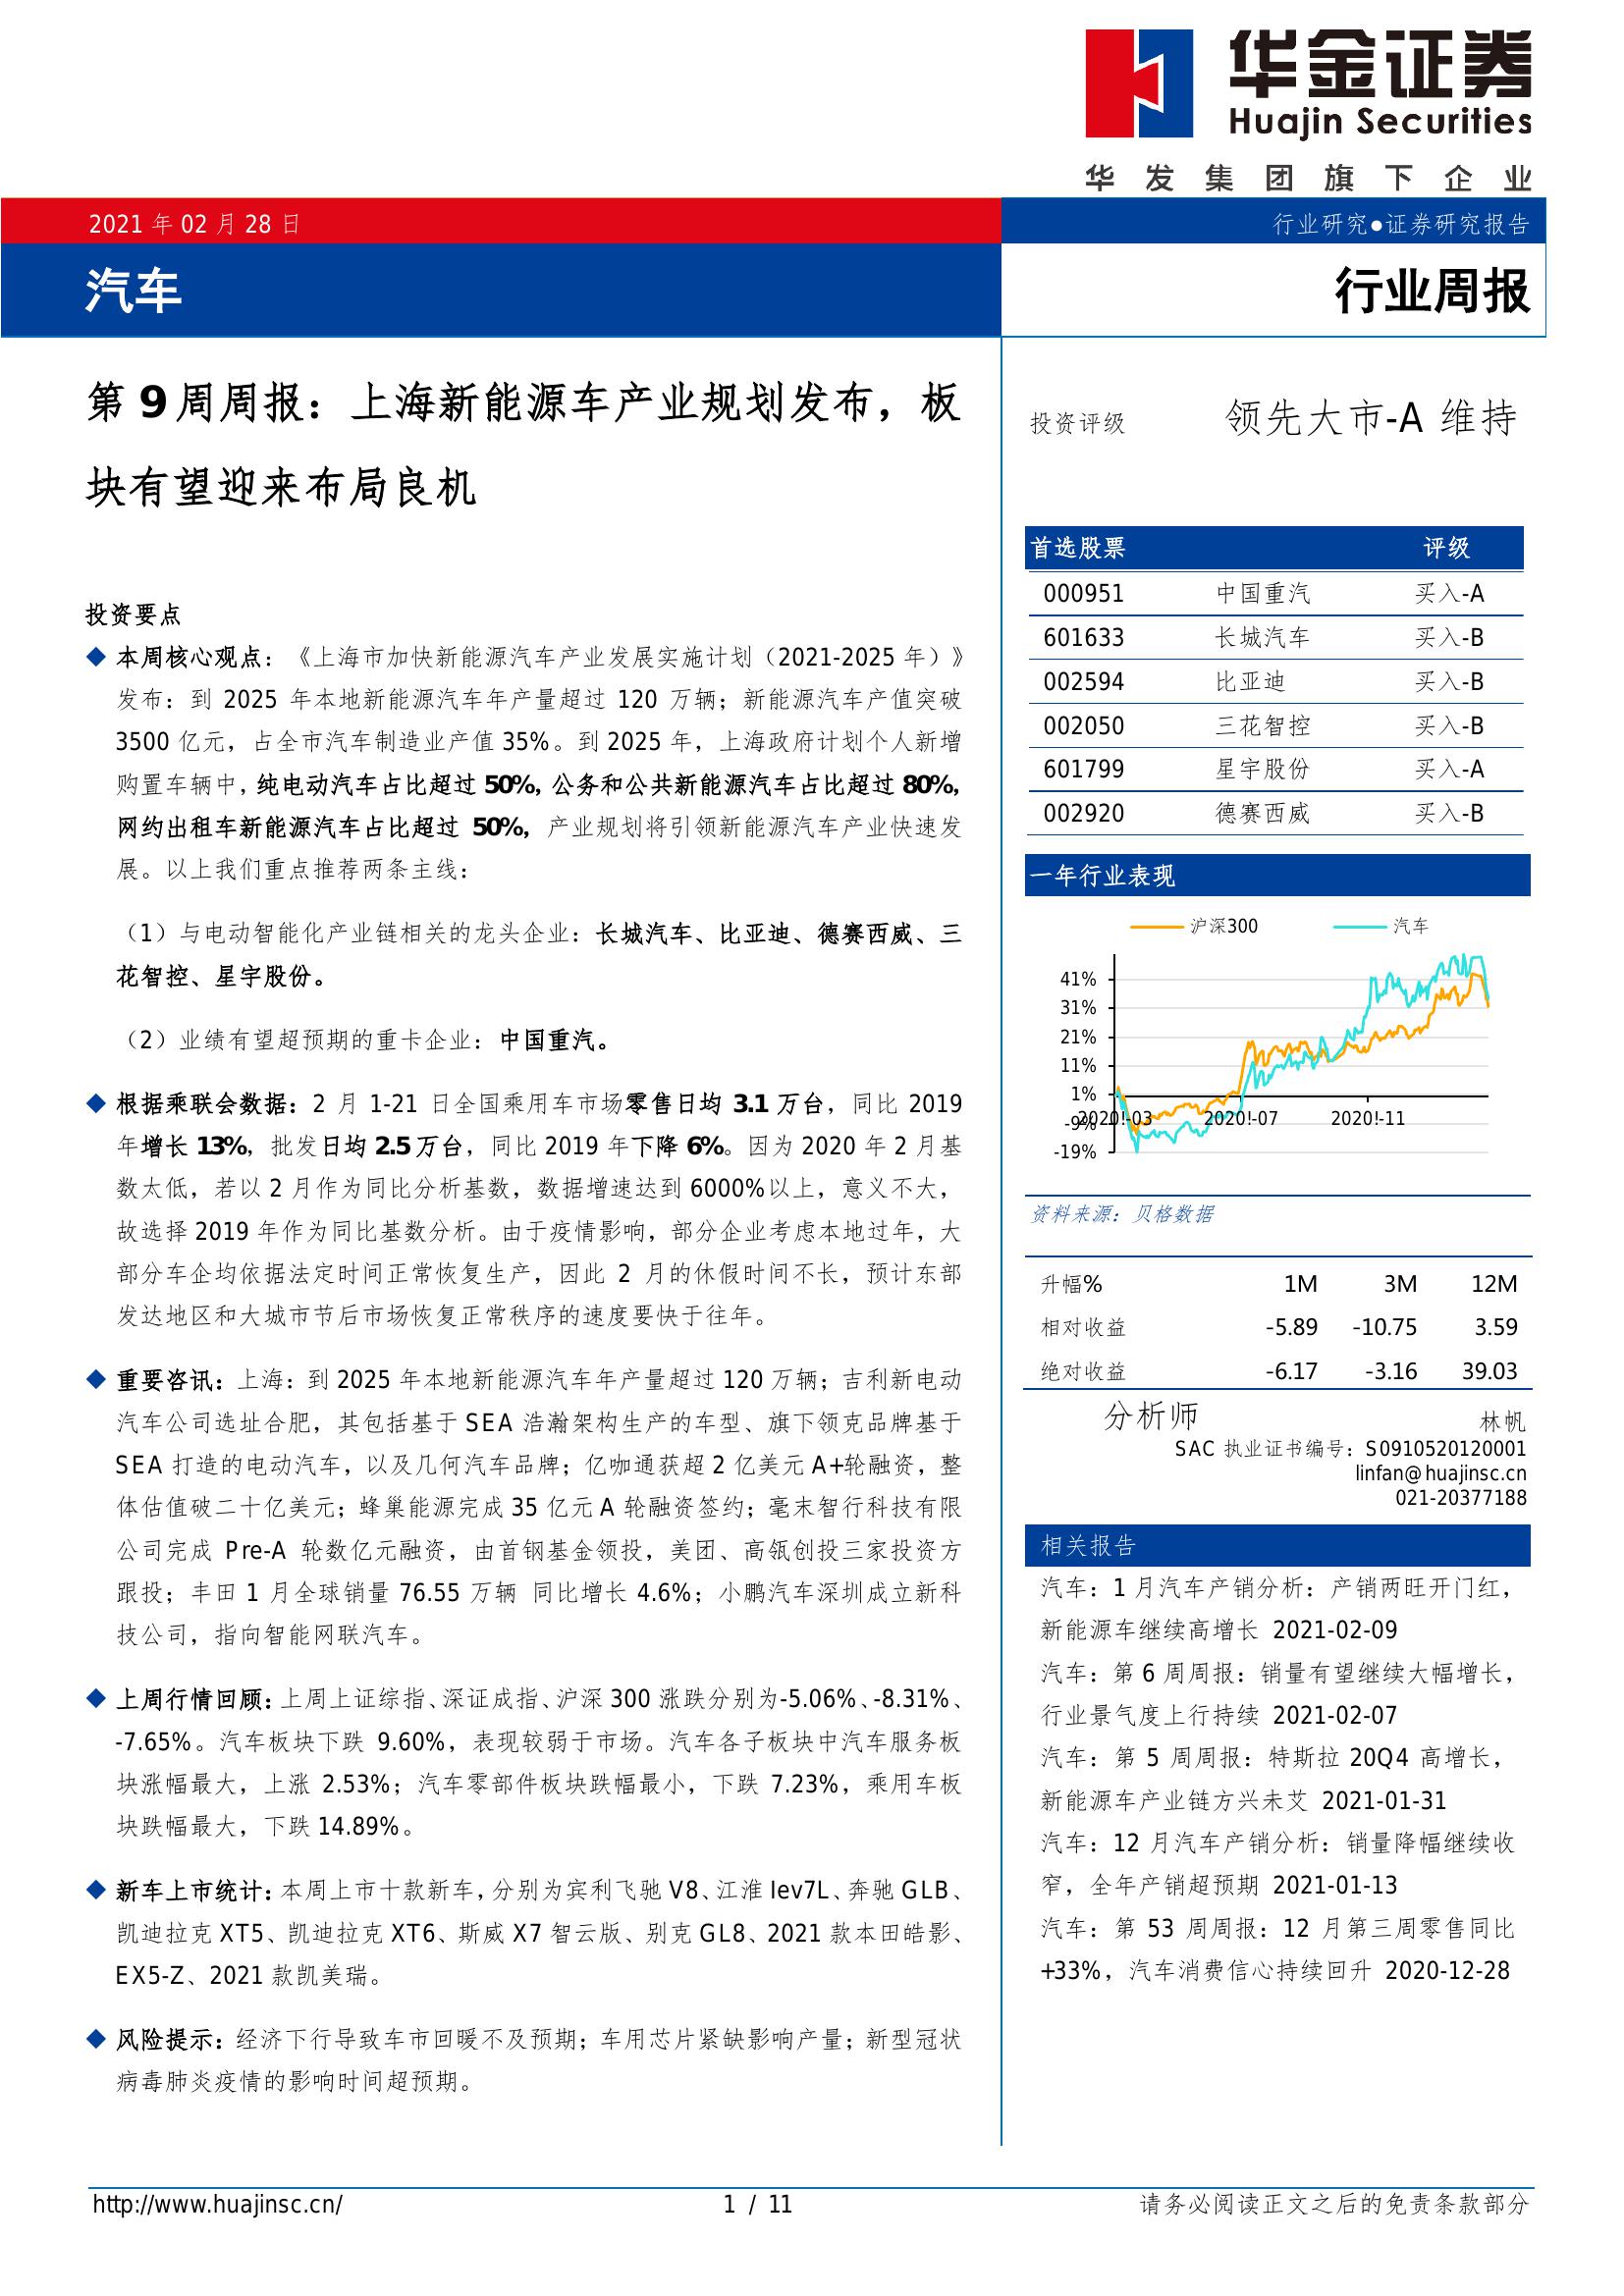 华金证券
Huajin Securities
华发集团旗下企业
2021 年 02 月 28 日
行业研究●证券研究报告
汽车
行业周报
第 9 周周报：上海新能源车产业规划发布，板
块有望迎来布局良机
投资要点
◆ 本周核心观点：《上海市加快新能源汽车产业发展实施计划（2021-2025 年）》
发布：到 2025 年本地新能源汽车年产量超过 120 万辆；新能源汽车产值突破
3500 亿元，占全市汽车制造业产值 35%。到 2025 年，上海政府计划个人新增
购置车辆中，纯电动汽车占比超过 50%，公务和公共新能源汽车占比超过 80%，
网约出租车新能源汽车占比超过 50%，产业规划将引领新能源汽车产业快速发
展。以上我们重点推荐两条主线：
（1）与电动智能化产业链相关的龙头企业：长城汽车、比亚迪、德赛西威、三
花智控、星宇股份。
（2）业绩有望超预期的重卡企业：中国重汽。
◆ 根据乘联会数据：2 月 1-21 日全国乘用车市场零售日均 3.1 万台，同比 2019
年增长 13%，批发日均 2.5 万台，同比 2019 年下降 6%。因为 2020 年 2 月基
数太低，若以 2 月作为同比分析基数，数据增速达到 6000%以上，意义不大，
故选择 2019 年作为同比基数分析。由于疫情影响，部分企业考虑本地过年，大
部分车企均依据法定时间正常恢复生产，因此 2 月的休假时间不长，预计东部
发达地区和大城市节后市场恢复正常秩序的速度要快于往年。
◆ 重要咨讯：上海：到 2025 年本地新能源汽车年产量超过 120 万辆；吉利新电动
汽车公司选址合肥，其包括基于 SEA 浩瀚架构生产的车型、旗下领克品牌基于
SEA 打造的电动汽车，以及几何汽车品牌；亿咖通获超 2 亿美元 A+轮融资，整
体估值破二十亿美元；蜂巢能源完成 35 亿元 A 轮融资签约；毫末智行科技有限
公司完成 Pre-A 轮数亿元融资，由首钢基金领投，美团、高瓴创投三家投资方
跟投；丰田 1 月全球销量 76.55 万辆 同比增长 4.6%；小鹏汽车深圳成立新科
技公司，指向智能网联汽车。
◆ 上周行情回顾：上周上证综指、深证成指、沪深 300 涨跌分别为-5.06%、-8.31%、
-7.65%。汽车板块下跌 9.60%，表现较弱于市场。汽车各子板块中汽车服务板
块涨幅最大，上涨 2.53%；汽车零部件板块跌幅最小，下跌 7.23%，乘用车板
块跌幅最大，下跌 14.89%。
◆ 新车上市统计：本周上市十款新车，分别为宾利飞驰 V8、江淮 Iev7L、奔驰 GLB、
凯迪拉克 XT5、凯迪拉克 XT6、斯威 X7 智云版、别克 GL8、2021 款本田皓影、
EX5-Z、2021 款凯美瑞。
◆ 风险提示：经济下行导致车市回暖不及预期；车用芯片紧缺影响产量；新型冠状
病毒肺炎疫情的影响时间超预期。
投资评级 领先大市-A 维持
首选股票 评级
000951 中国重汽 买入-A
601633 长城汽车 买入-B
002594 比亚迪 买入-B
002050 三花智控 买入-B
601799 星宇股份 买入-A
002920 德赛西威 买入-B
一年行业表现
沪深300 汽车
41%
31%
21%
11%
1%
-9%
2020!-03 2020!-07 2020!-11
-19%
资料来源：贝格数据
升幅% 1M 3M 12M
相对收益 -5.89 -10.75 3.59
绝对收益 -6.17 -3.16 39.03
分析师 林帆
SAC 执业证书编号：S0910520120001
linfan@huajinsc.cn
021-20377188
相关报告
汽车：1 月汽车产销分析：产销两旺开门红，
新能源车继续高增长 2021-02-09
汽车：第 6 周周报：销量有望继续大幅增长，
行业景气度上行持续 2021-02-07
汽车：第 5 周周报：特斯拉 20Q4 高增长，
新能源车产业链方兴未艾 2021-01-31
汽车：12 月汽车产销分析：销量降幅继续收
窄，全年产销超预期 2021-01-13
汽车：第 53 周周报：12 月第三周零售同比
+33%，汽车消费信心持续回升 2020-12-28
http://www.huajinsc.cn/ 1 / 11 请务必阅读正文之后的免责条款部分